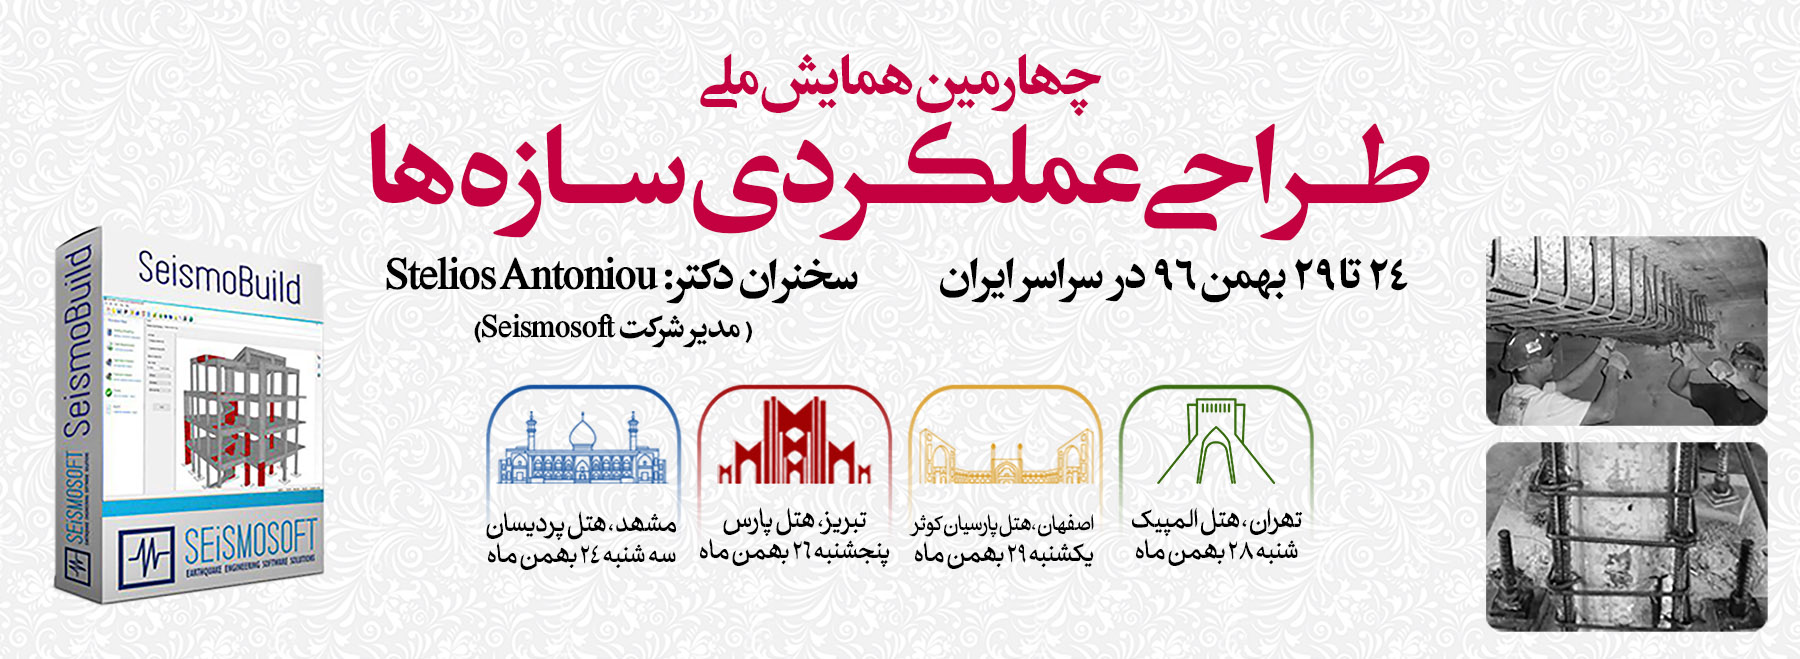 چهارمین همایش ملی
طراحی عملکردی سازه ها
۲۴ تا ۲۹ بهمن ۹۶ در سراسر ایران
سخنران دکتر: Stelios Antoniou
(مدیر شرکت Seismosoft)
تهران، هتل المپیک
شنبه ۲۸ بهمن ماه
اصفهان، هتل پارسیان کوثر
یکشنبه ۲۹ بهمن ماه
تبریز، هتل پارس
پنجشنبه ۲۶ بهمن ماه
مشهد، هتل پردیسان
سه شنبه ۲۴ بهمن ماه
SeismoBuild
SeismoBuild
SEiSMOSOFT
EARTHQUAKE ENGINEERING SOFTWARE SOLUTIONS
SEiSMOSOFT